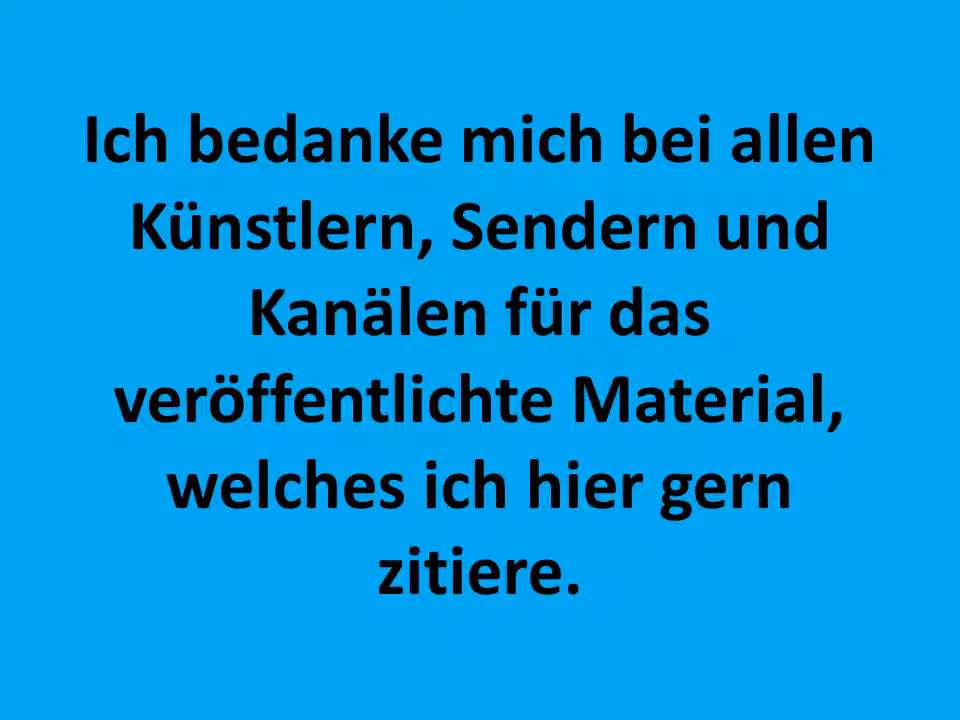 Ich bedanke mich bei allen
Künstlern, Sendern und
Kanälen für das
veröffentlichte Material,
welches ich hier gern
zitiere.